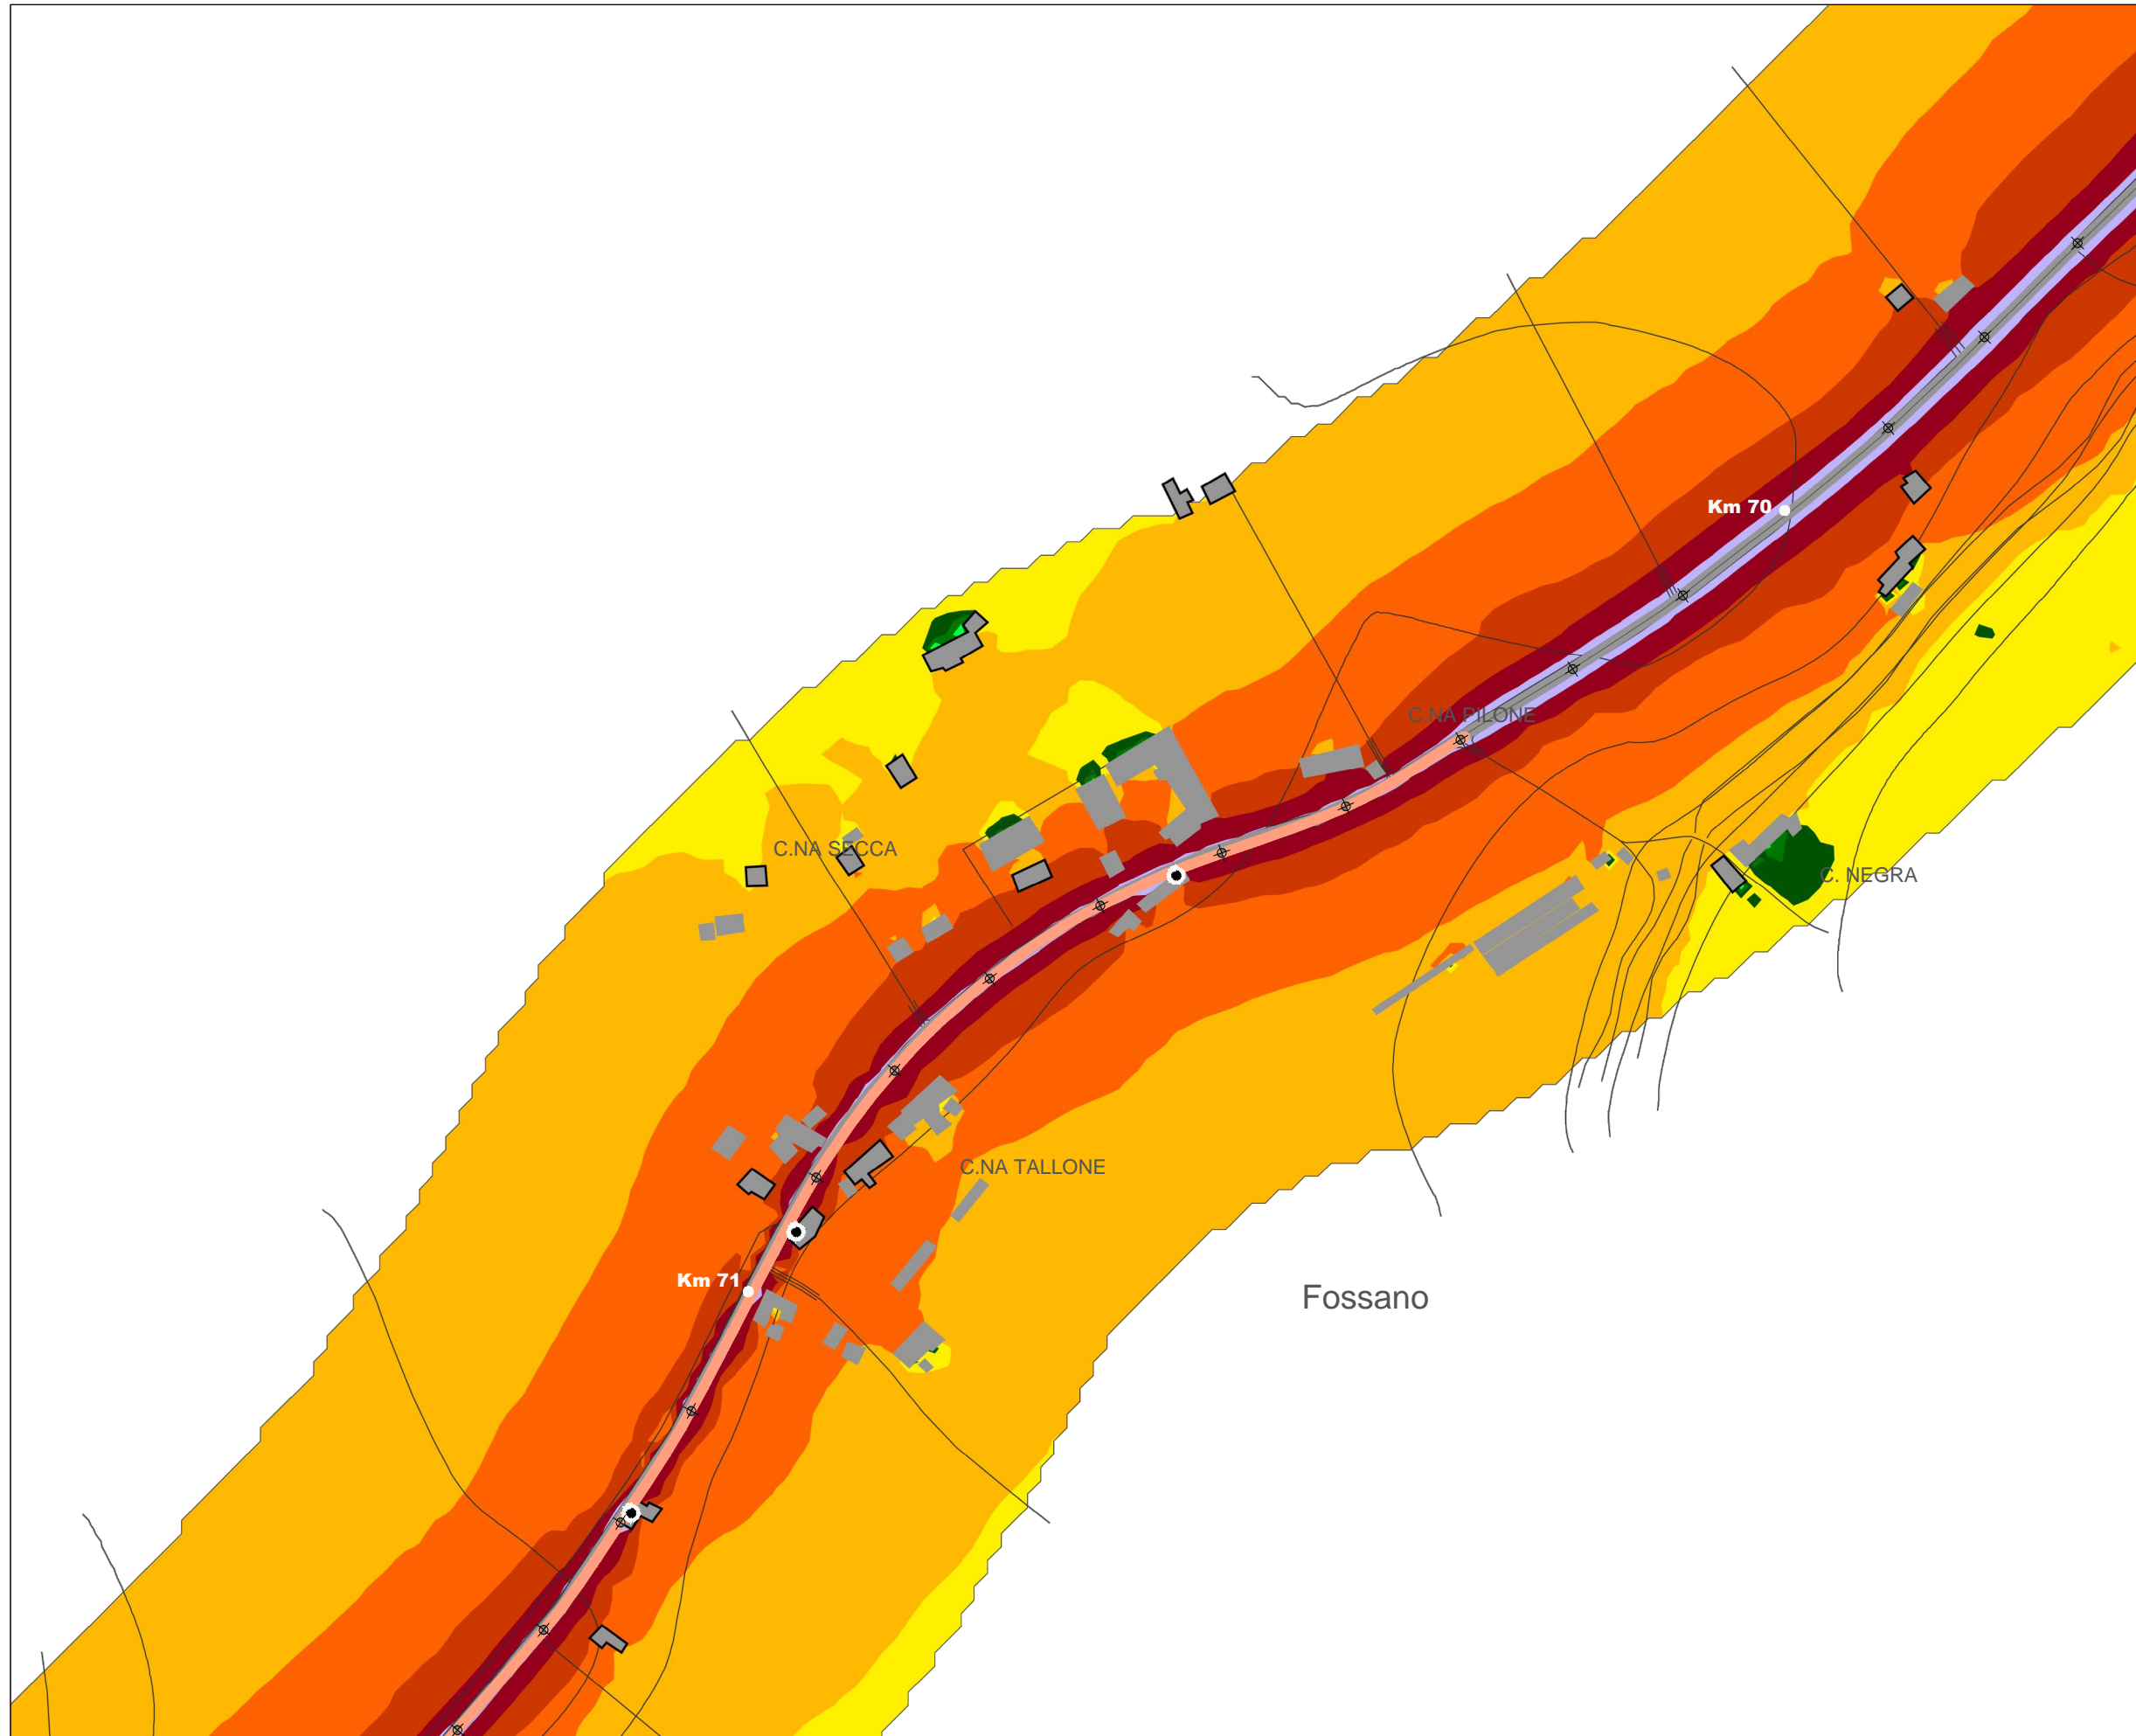 Km 70
C.NA PILONE
C.NA SECCA
C. NEGRA
C.NA TALLONE
Km 71
Fossano